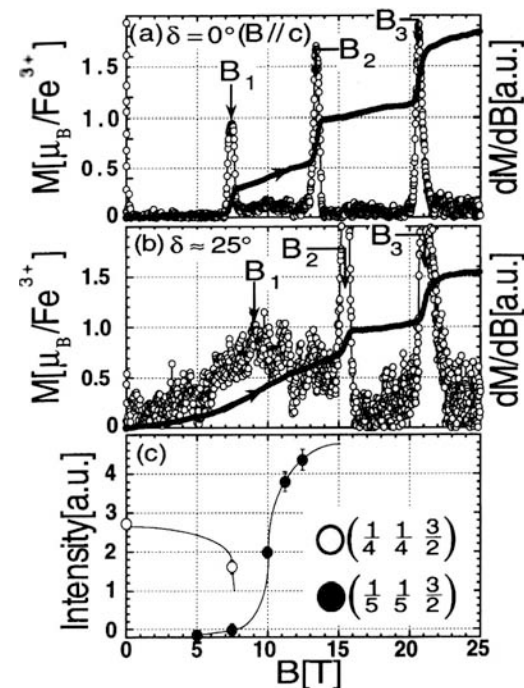 (a) δ = 0° (B // c)
B₁
B₂
B₃
M[μ_B/Fe³⁺]
dM/dB[a.u.]
1.5
1.0
0.5
0
(b) δ ≈ 25°
B₁
B₂
B₃
M[μ_B/Fe³⁺]
dM/dB[a.u.]
1.5
1.0
0.5
0
(c)
Intensity[a.u.]
4
3
2
1
0
○ (1/4 1/4 3/2)
● (1/5 1/5 3/2)
0 5 10 15 20 25
B[T]